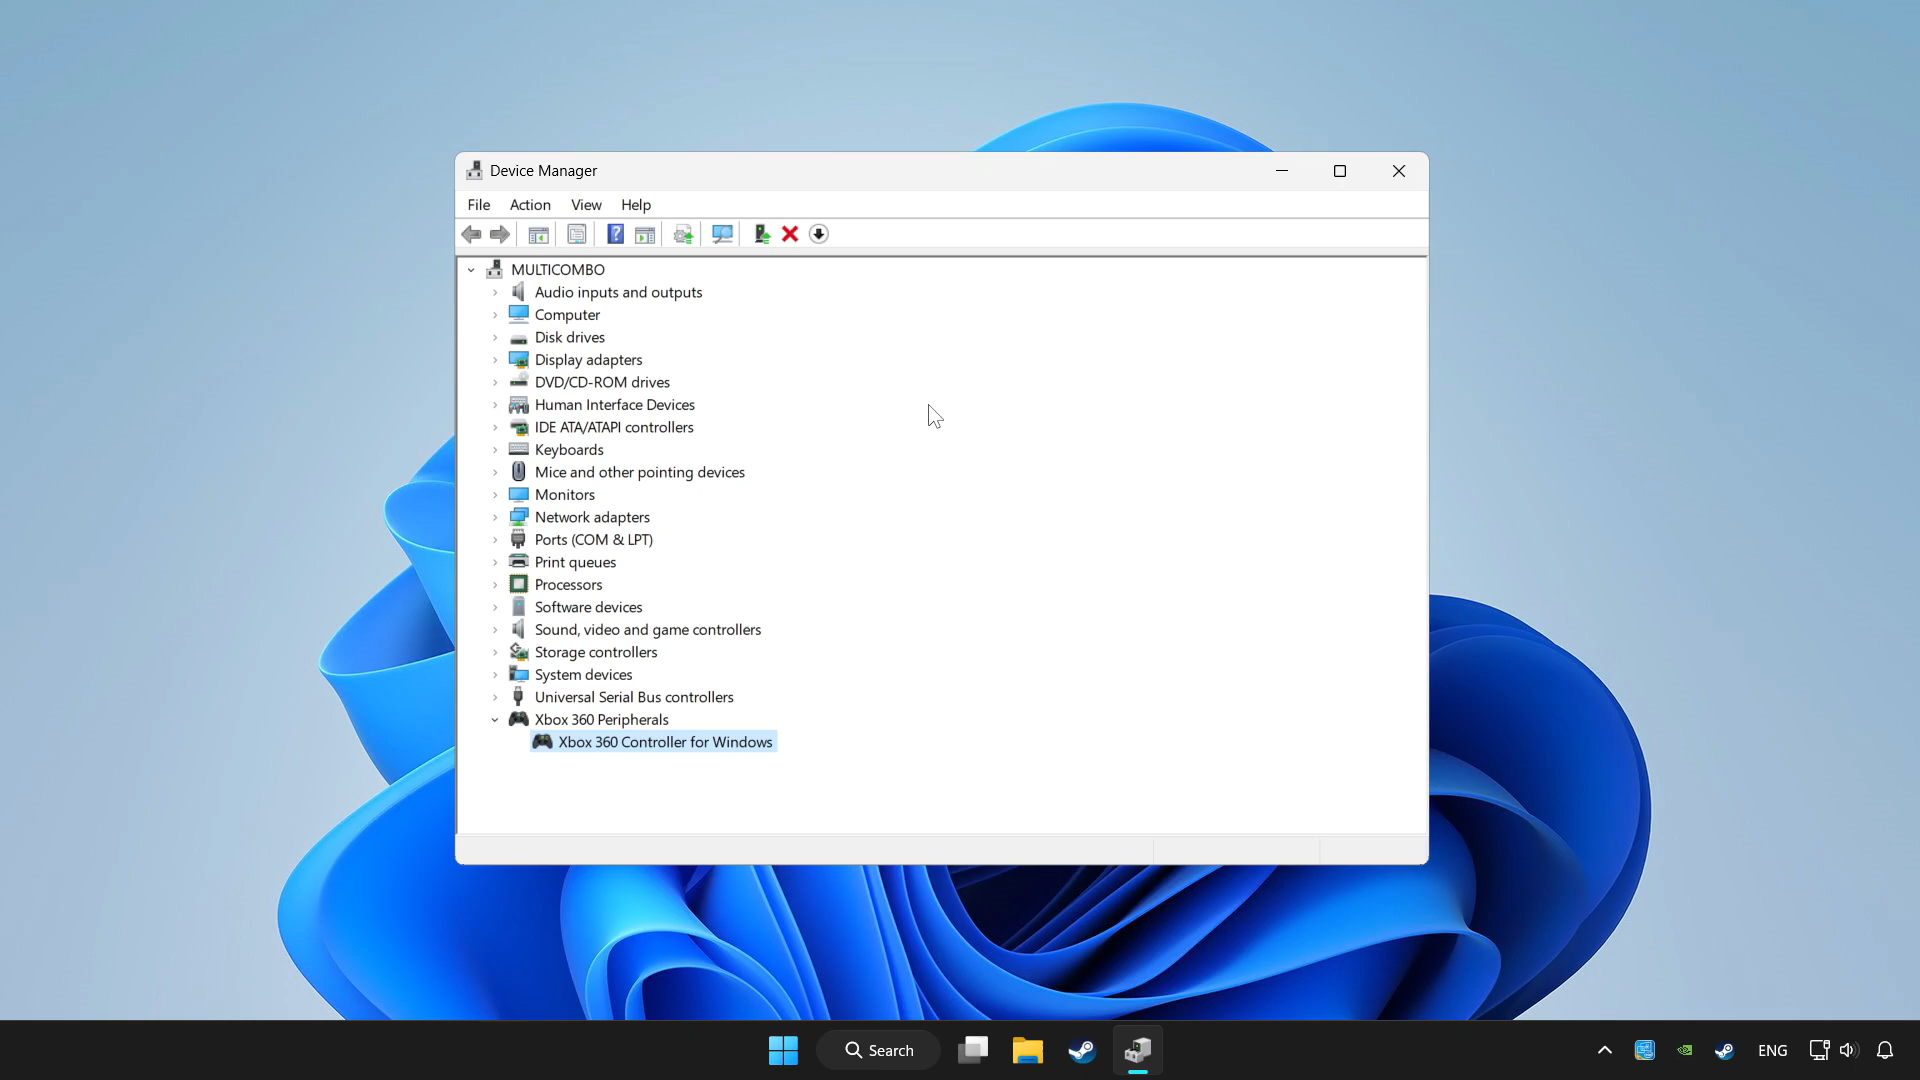 Device Manager
File Action View Help
MULTICOMBO
Audio inputs and outputs
Computer
Disk drives
Display adapters
DVD/CD-ROM drives
Human Interface Devices
IDE ATA/ATAPI controllers
Keyboards
Mice and other pointing devices
Monitors
Network adapters
Ports (COM & LPT)
Print queues
Processors
Software devices
Sound, video and game controllers
Storage controllers
System devices
Universal Serial Bus controllers
Xbox 360 Peripherals
Xbox 360 Controller for Windows
Search
ENG